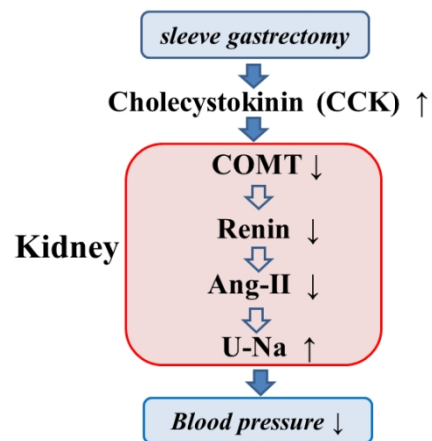 sleeve gastrectomy
Cholecystokinin (CCK) ↑
COMT ↓
Renin ↓
Kidney
Ang-II ↓
U-Na ↑
Blood pressure ↓